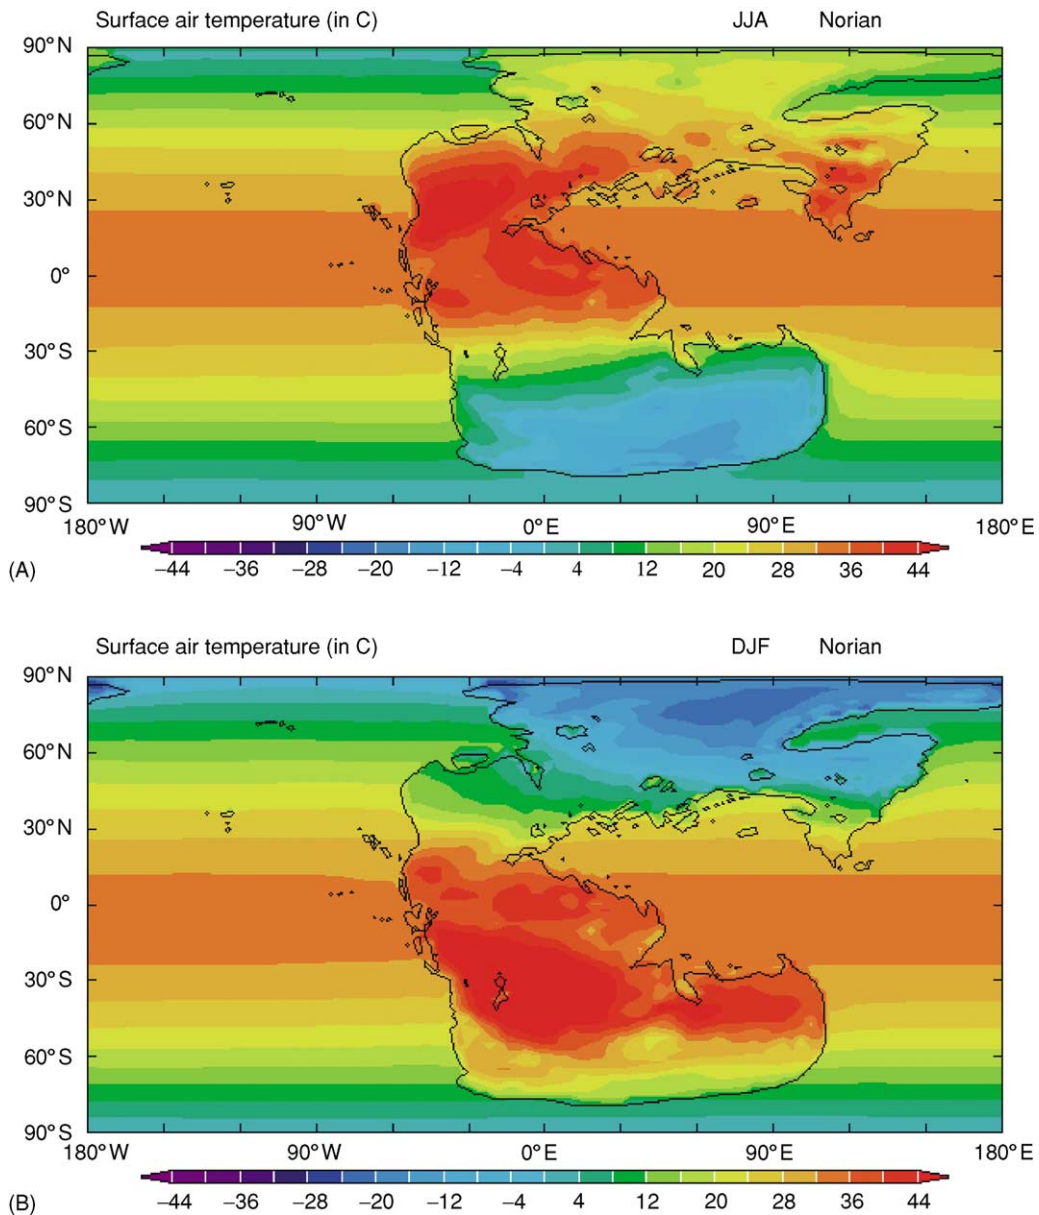 Surface air temperature (in C) JJA Norian
90°N
60°N
30°N
0°
30°S
60°S
90°S
180°W 90°W 0°E 90°E 180°E
(A) −44 −36 −28 −20 −12 −4 4 12 20 28 36 44
Surface air temperature (in C) DJF Norian
90°N
60°N
30°N
0°
30°S
60°S
90°S
180°W 90°W 0°E 90°E 180°E
(B) −44 −36 −28 −20 −12 −4 4 12 20 28 36 44